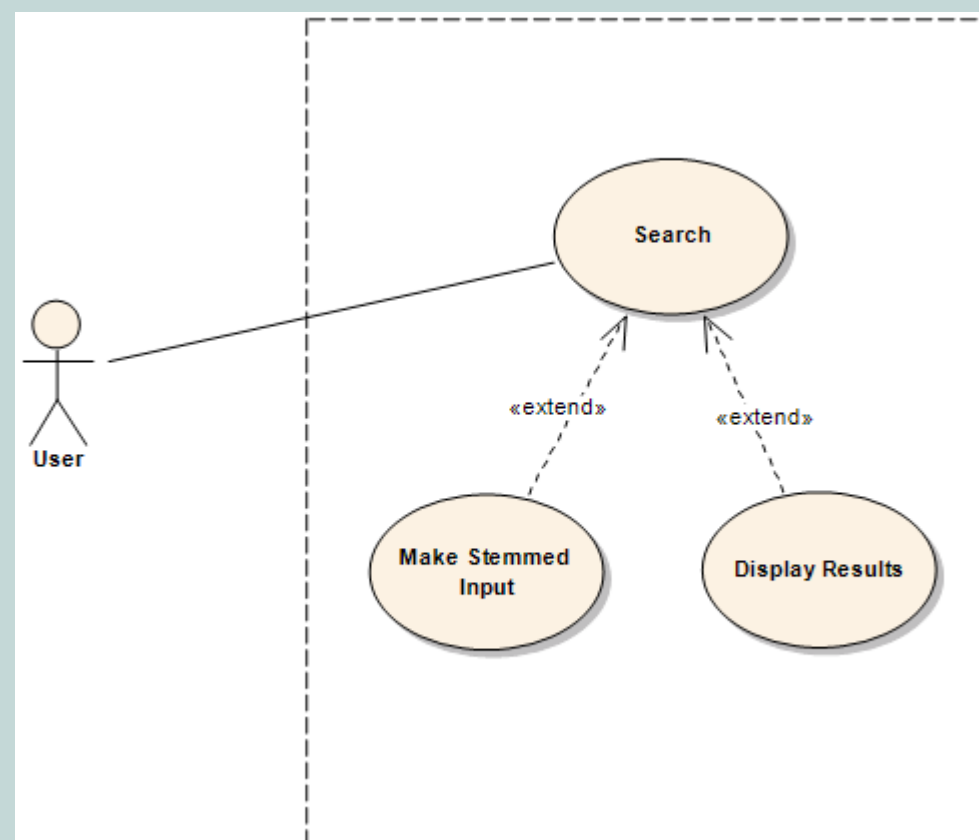 Search
«extend»
«extend»
User
Make Stemmed
Input
Display Results